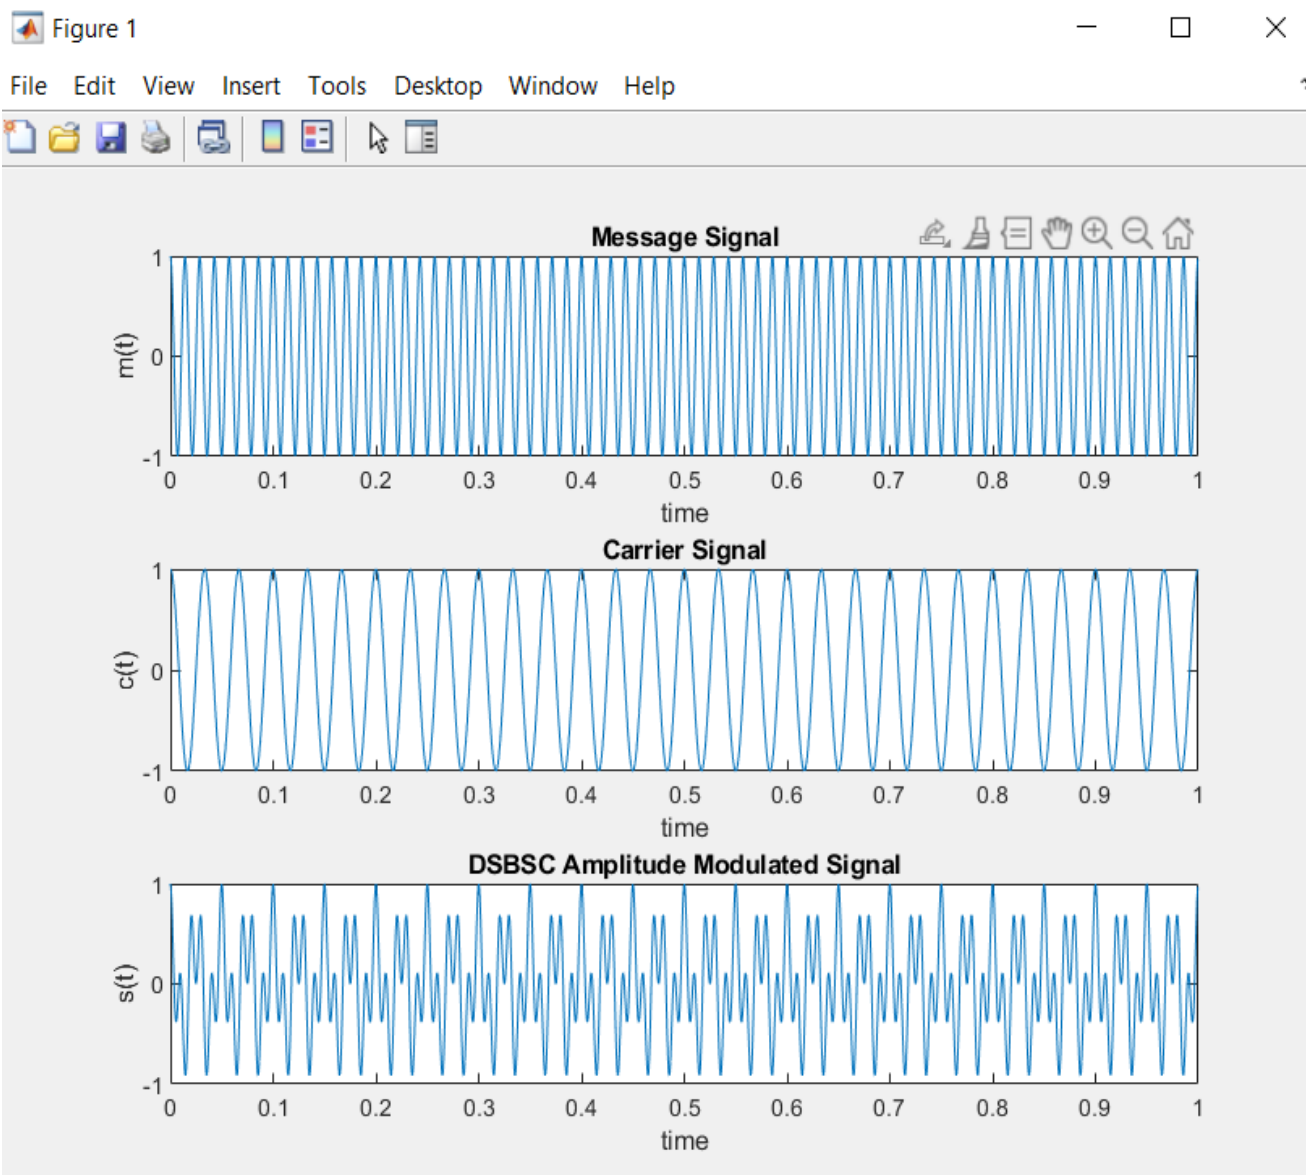 Figure 1
File Edit View Insert Tools Desktop Window Help
Message Signal
1
0
-1
m(t)
0 0.1 0.2 0.3 0.4 0.5 0.6 0.7 0.8 0.9 1
time
Carrier Signal
1
0
-1
c(t)
0 0.1 0.2 0.3 0.4 0.5 0.6 0.7 0.8 0.9 1
time
DSBSC Amplitude Modulated Signal
1
0
-1
s(t)
0 0.1 0.2 0.3 0.4 0.5 0.6 0.7 0.8 0.9 1
time